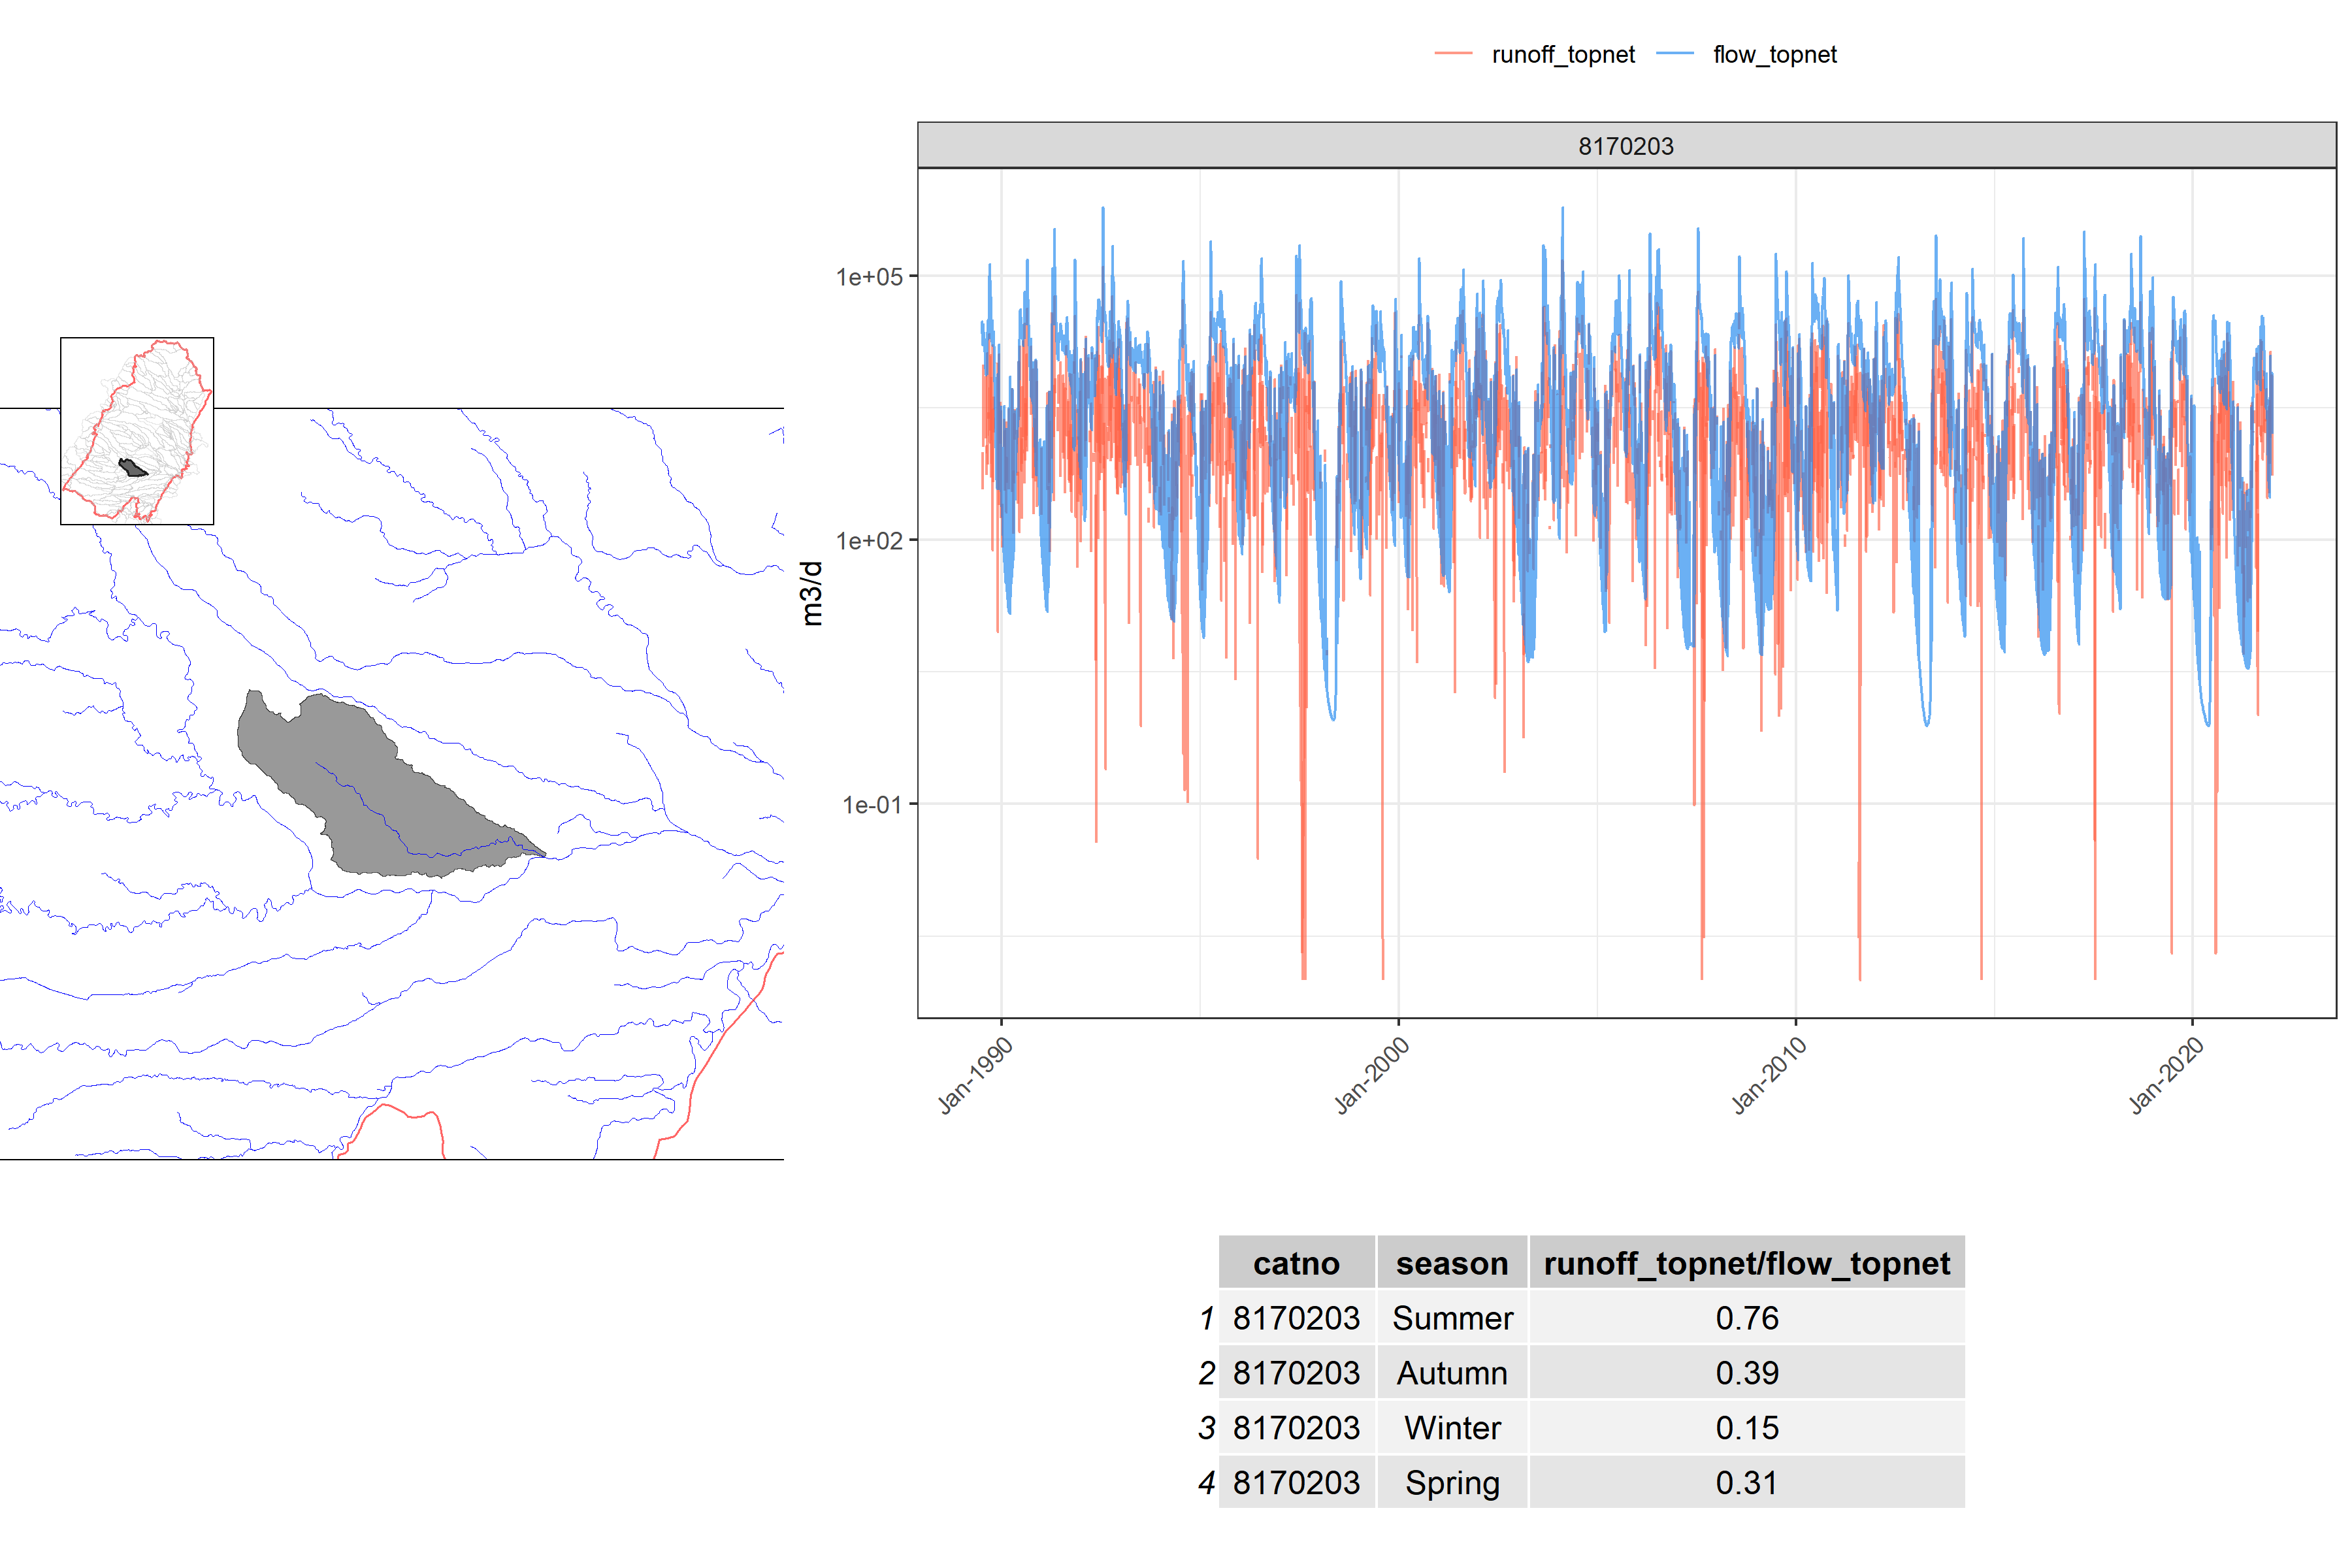 runoff_topnet flow_topnet
8170203
m3/d
1e+05
1e+02
1e-01
Jan-1990 Jan-2000 Jan-2010 Jan-2020
catno season runoff_topnet/flow_topnet
1 8170203 Summer 0.76
2 8170203 Autumn 0.39
3 8170203 Winter 0.15
4 8170203 Spring 0.31